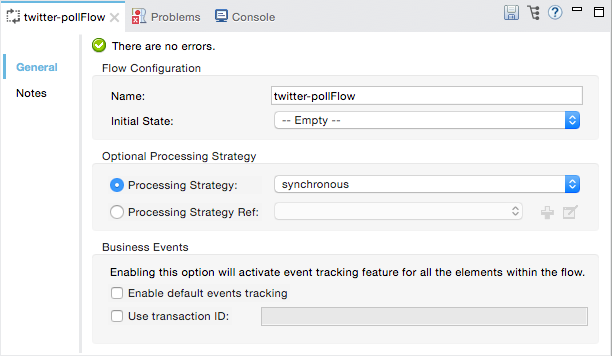 twitter-pollFlow Problems Console
There are no errors.
General
Notes
Flow Configuration
Name: twitter-pollFlow
Initial State: -- Empty --
Optional Processing Strategy
Processing Strategy: synchronous
Processing Strategy Ref:
Business Events
Enabling this option will activate event tracking feature for all the elements within the flow.
Enable default events tracking
Use transaction ID: